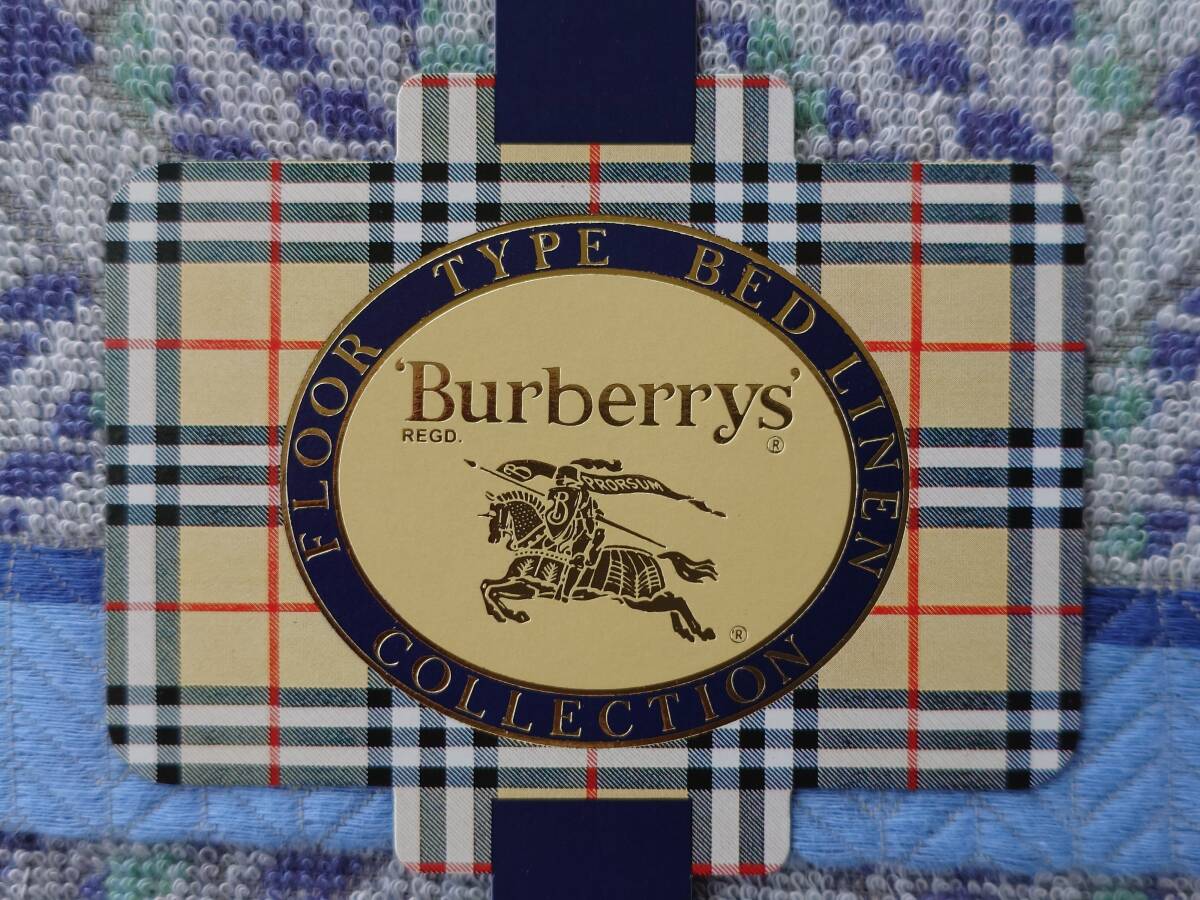 FLOOR TYPE BED LINEN
'Burberrys'
REGD. ®
PRORSUM
B
®
COLLECTION